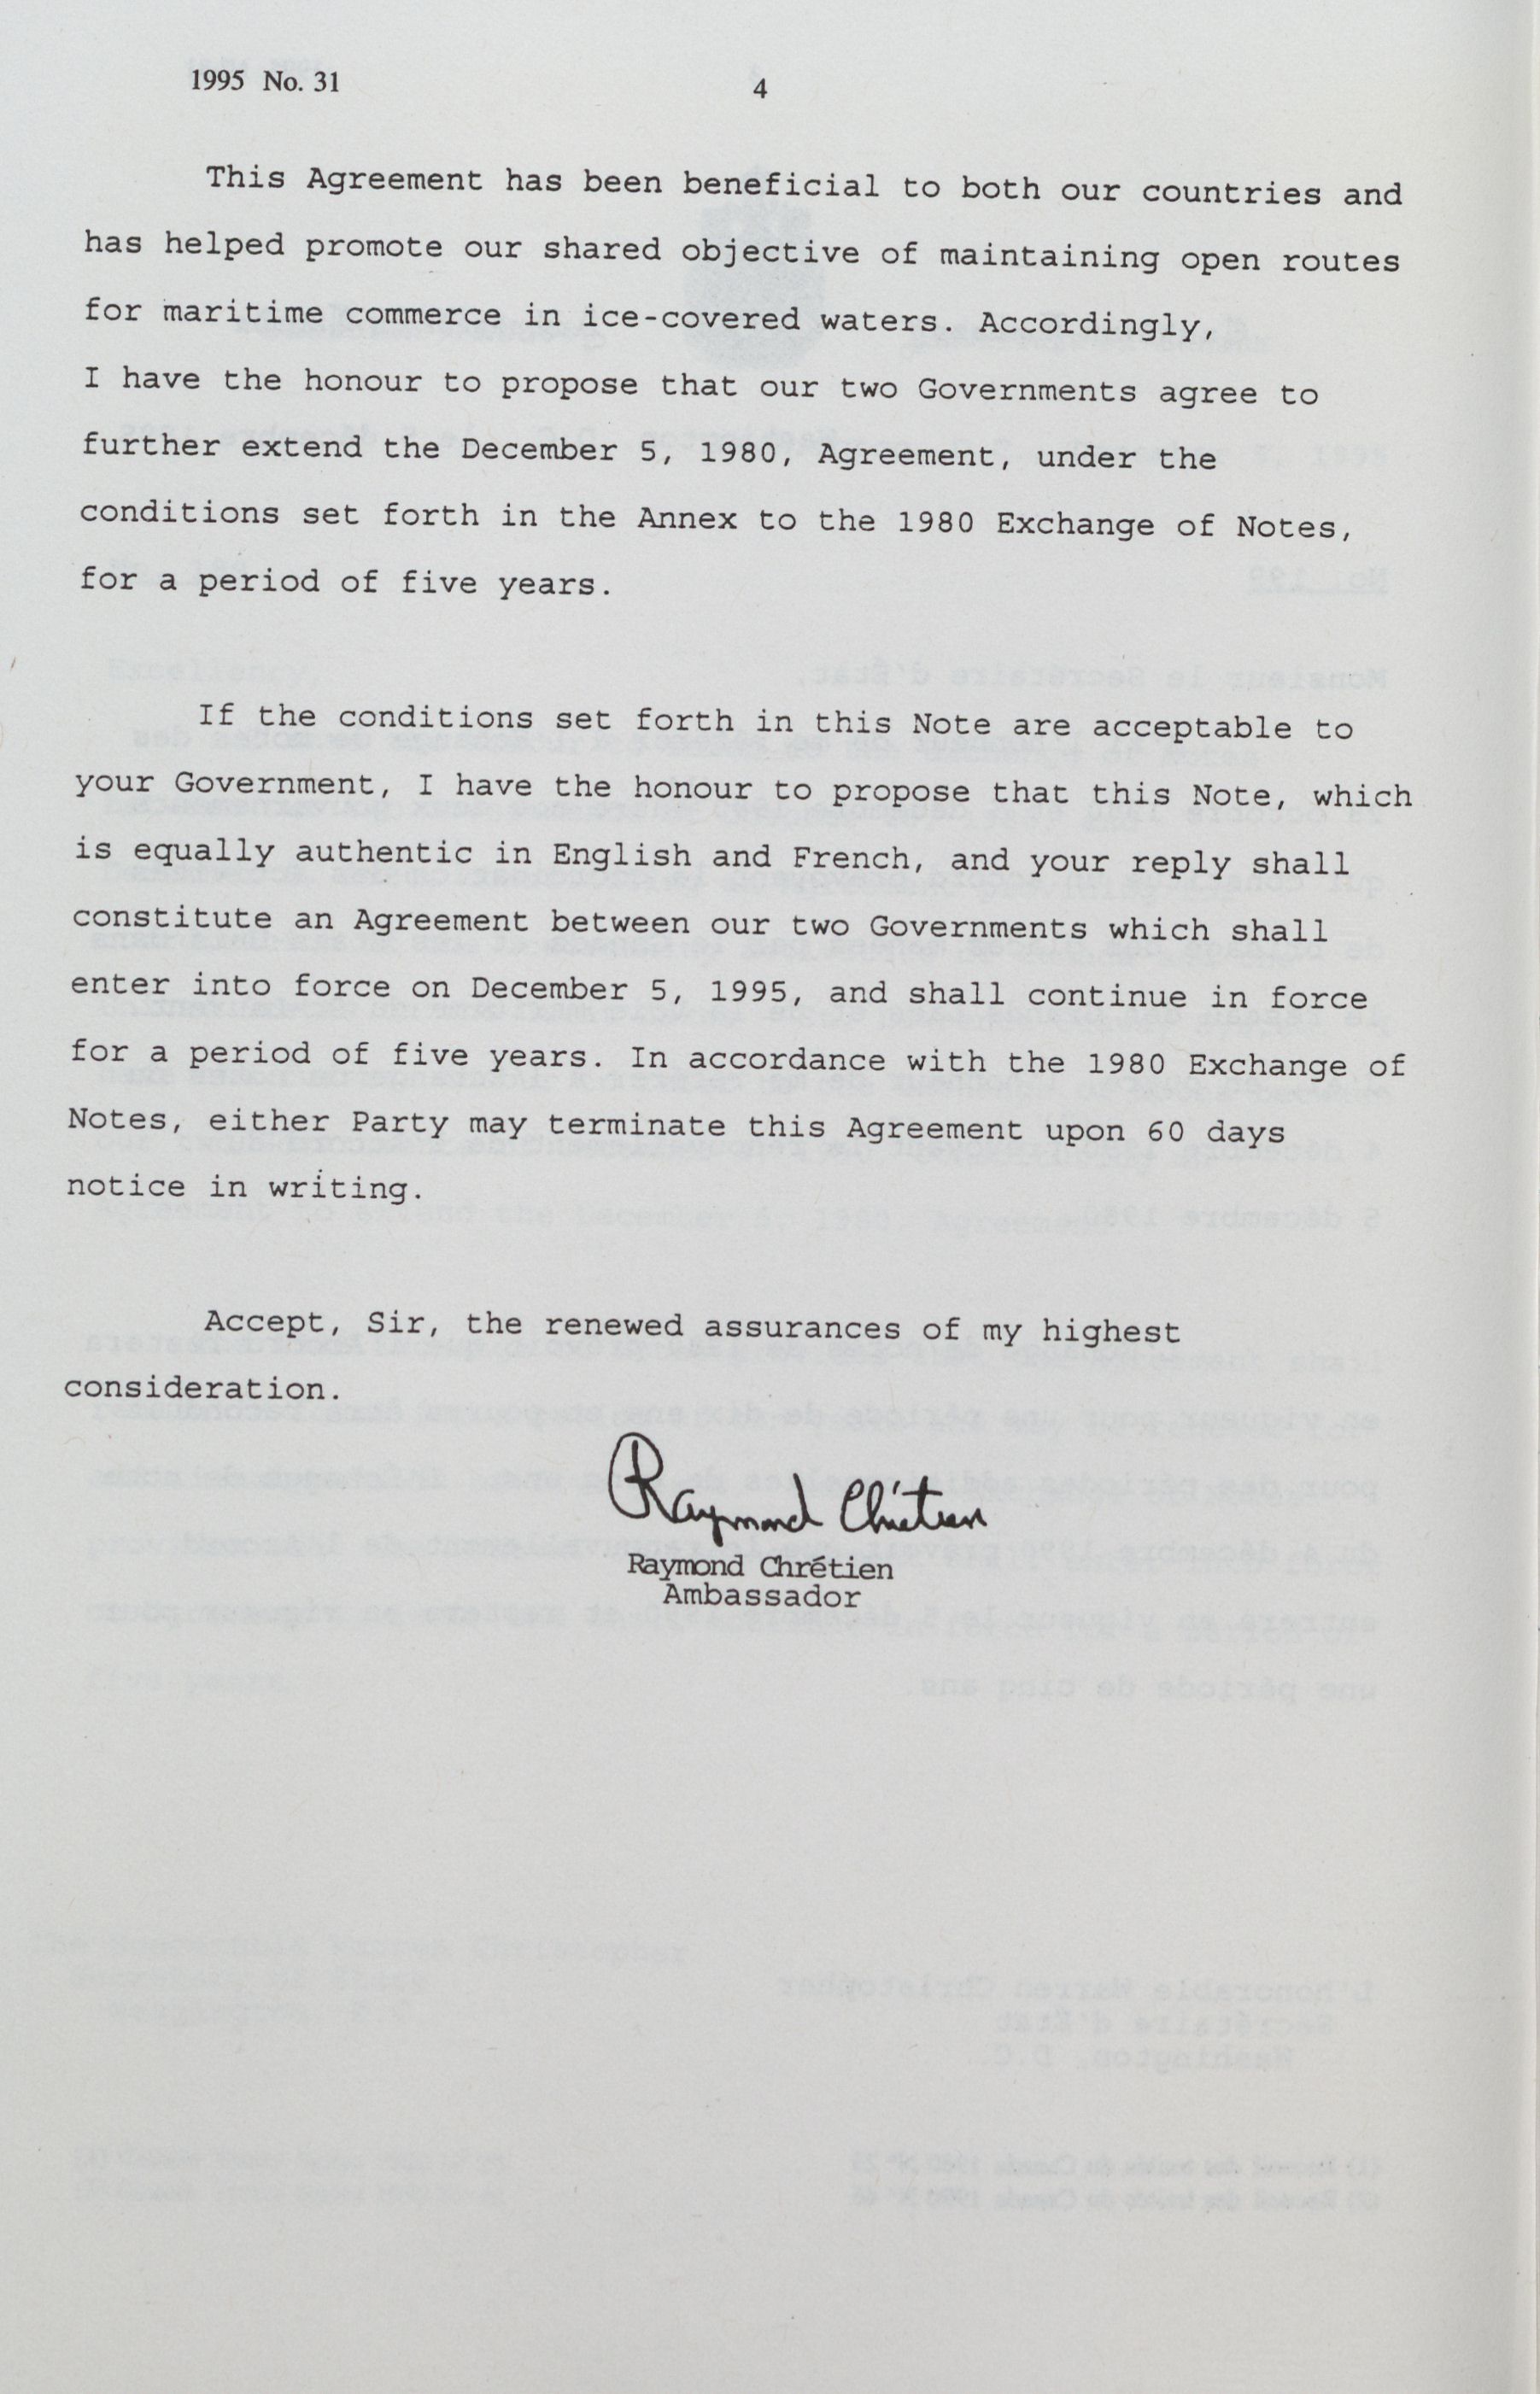 1995 No. 31
4
This Agreement has been beneficial to both our countries and
has helped promote our shared objective of maintaining open routes
for maritime commerce in ice-covered waters. Accordingly,
I have the honour to propose that our two Governments agree to
further extend the December 5, 1980, Agreement, under the
conditions set forth in the Annex to the 1980 Exchange of Notes,
for a period of five years.
If the conditions set forth in this Note are acceptable to
your Government, I have the honour to propose that this Note, which
is equally authentic in English and French, and your reply shall
constitute an Agreement between our two Governments which shall
enter into force on December 5, 1995, and shall continue in force
for a period of five years. In accordance with the 1980 Exchange of
Notes, either Party may terminate this Agreement upon 60 days
notice in writing.
Accept, Sir, the renewed assurances of my highest
consideration.
Raymond Chrétien
Raymond Chrétien
Ambassador